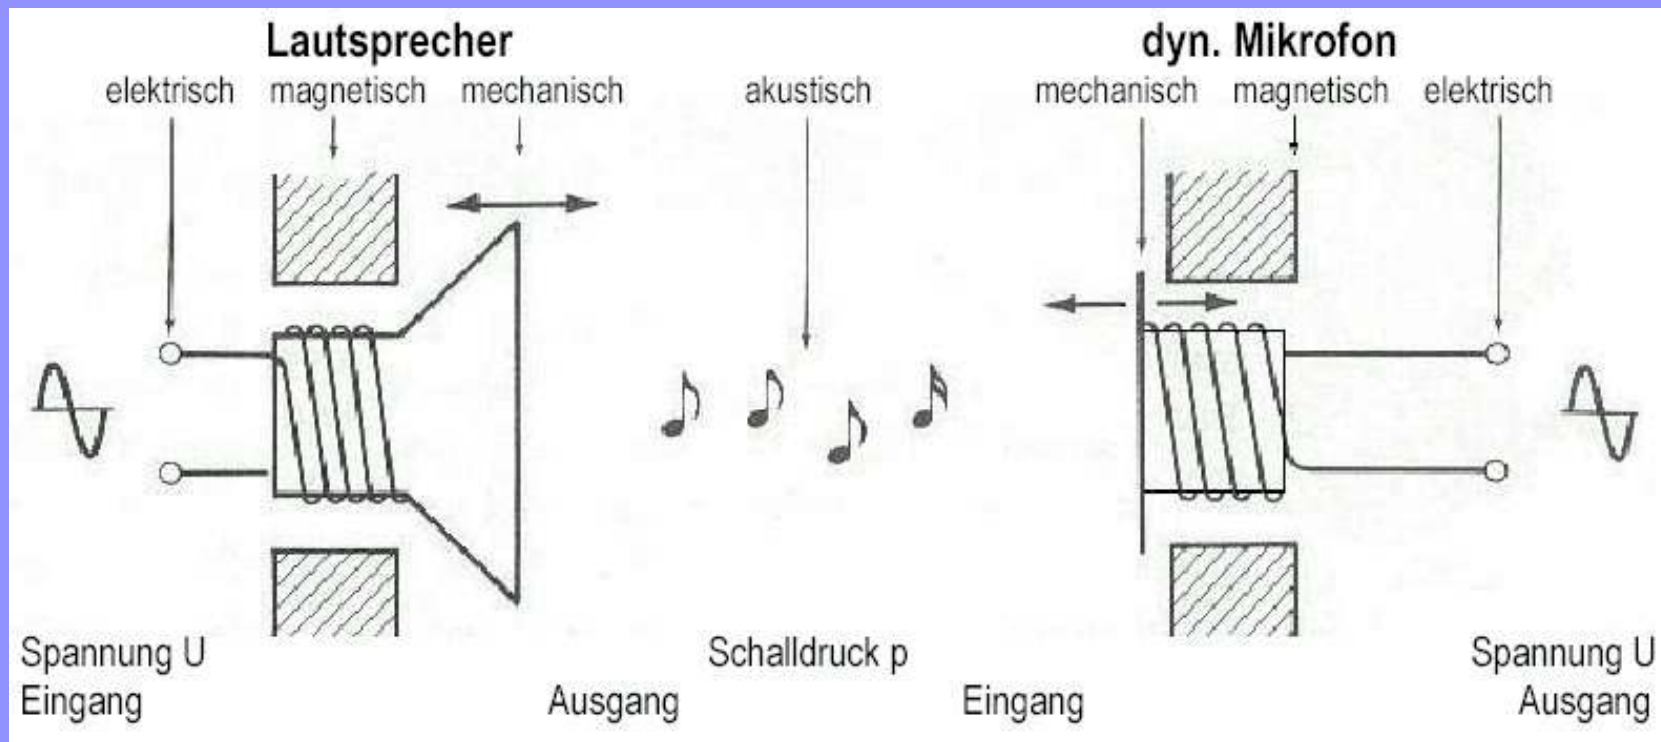 Lautsprecher dyn. Mikrofon
elektrisch magnetisch mechanisch akustisch mechanisch magnetisch elektrisch
Spannung U Schalldruck p Spannung U
Eingang Ausgang Eingang Ausgang